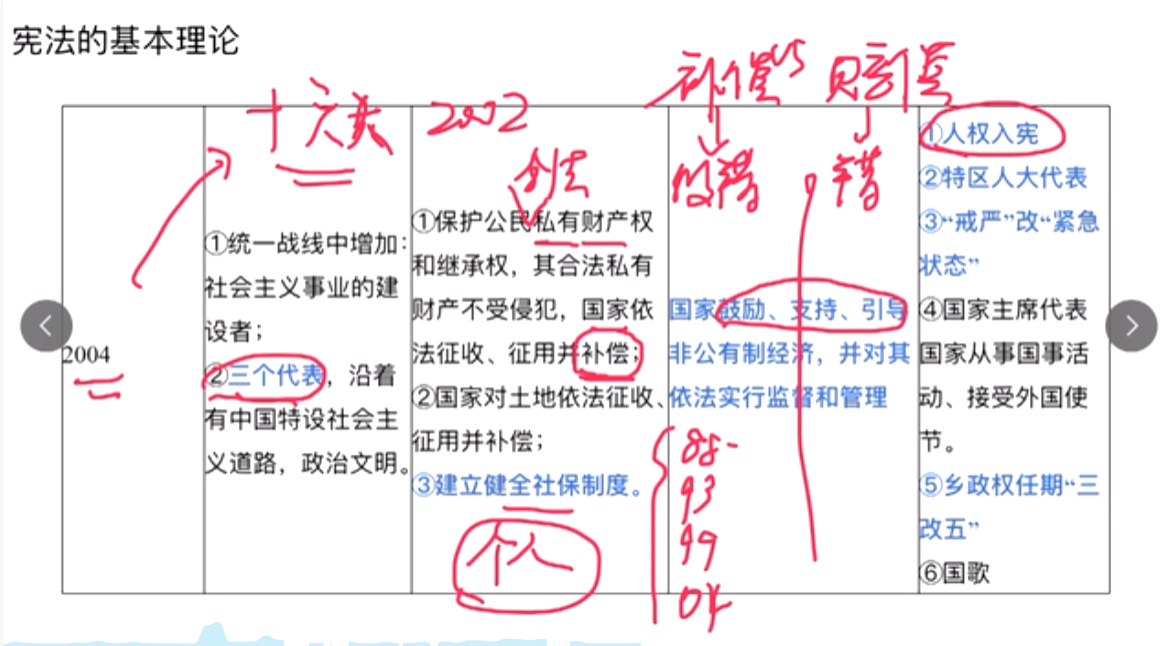 宪法的基本理论
补偿 vs 赔偿
十六大 2002
合法
合法
2004
①统一战线中增加：
社会主义事业的建
设者；
②三个代表，沿着
有中国特设社会主
义道路，政治文明。
①保护公民私有财产权
和继承权，其合法私有
财产不受侵犯，国家依
法征收、征用并补偿；
②国家对土地依法征收、
征用并补偿；
③建立健全社保制度。
个人
国家鼓励、支持、引导
非公有制经济，并对其
依法实行监督和管理
88
93
99
04
①人权入宪
②特区人大代表
③“戒严”改“紧急
状态”
④国家主席代表
国家从事国事活
动、接受外国使
节。
⑤乡政权任期“三
改五”
⑥国歌